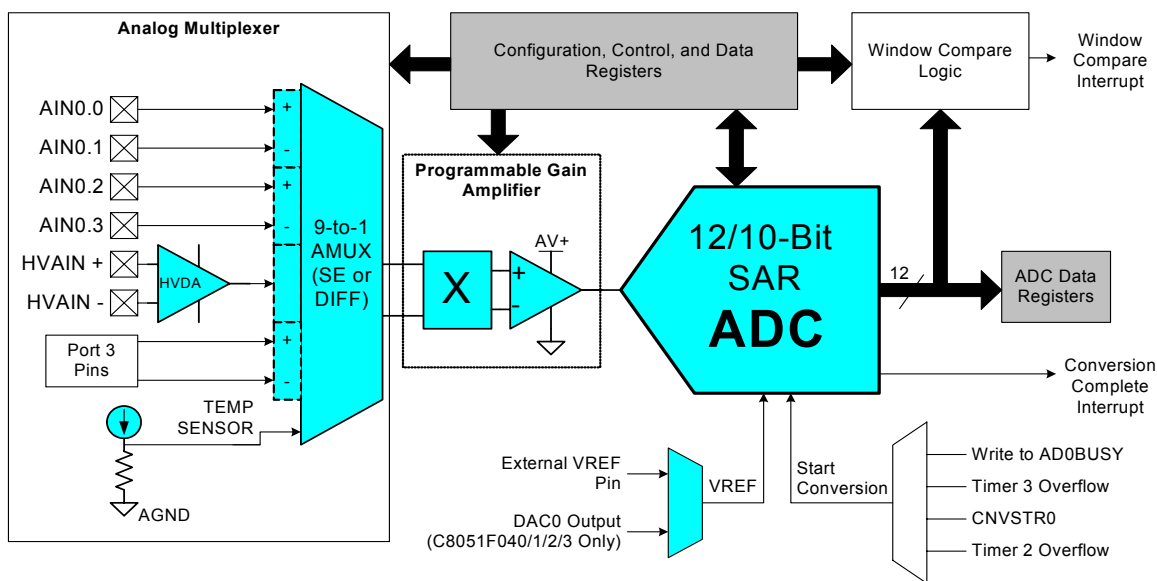 Analog Multiplexer
AIN0.0
AIN0.1
AIN0.2
AIN0.3
HVAIN +
HVAIN -
HVDA
Port 3
Pins
TEMP
SENSOR
AGND
+
-
+
-
+
-
9-to-1
AMUX
(SE or
DIFF)
Configuration, Control, and Data
Registers
Programmable Gain
Amplifier
X
+
-
AV+
12/10-Bit
SAR
ADC
Window Compare
Logic
Window
Compare
Interrupt
12
ADC Data
Registers
Conversion
Complete
Interrupt
External VREF
Pin
DAC0 Output
(C8051F040/1/2/3 Only)
VREF
Start
Conversion
Write to AD0BUSY
Timer 3 Overflow
CNVSTR0
Timer 2 Overflow